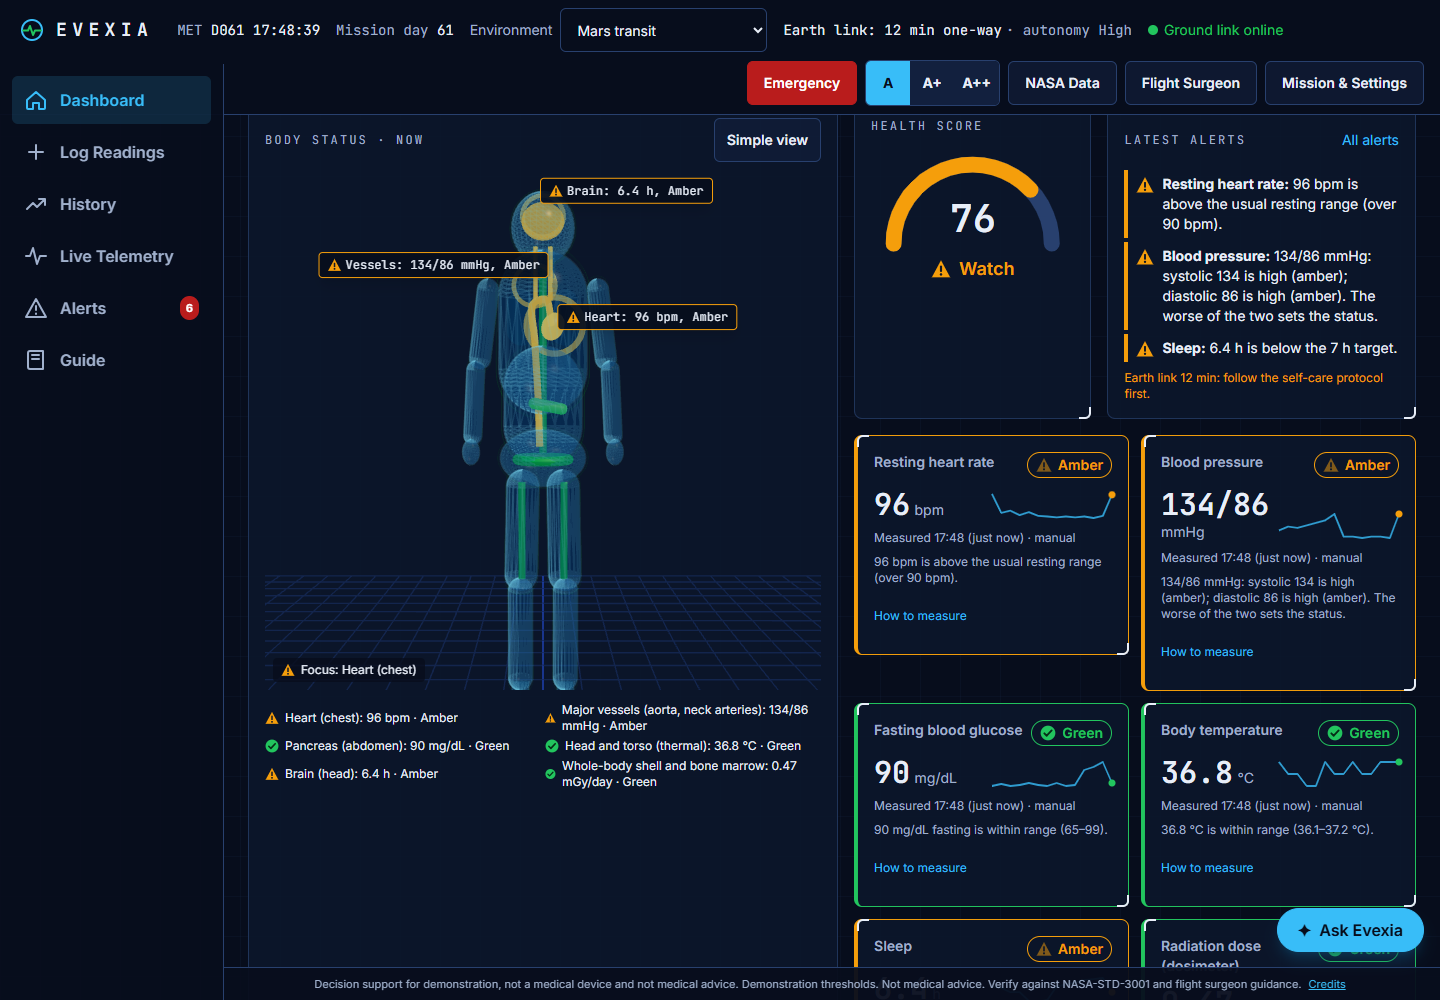 EVEXIA
MET D061 17:48:39
Mission day 61
Environment
Mars transit
Earth link: 12 min one-way · autonomy High
Ground link online
Emergency
A
A+
A++
NASA Data
Flight Surgeon
Mission & Settings
Dashboard
Log Readings
History
Live Telemetry
Alerts
6
Guide
BODY STATUS · NOW
Simple view
Brain: 6.4 h, Amber
Vessels: 134/86 mmHg, Amber
Heart: 96 bpm, Amber
Focus: Heart (chest)
Heart (chest): 96 bpm · Amber
Major vessels (aorta, neck arteries): 134/86
mmHg · Amber
Pancreas (abdomen): 90 mg/dL · Green
Head and torso (thermal): 36.8 °C · Green
Brain (head): 6.4 h · Amber
Whole-body shell and bone marrow: 0.47
mGy/day · Green
HEALTH SCORE
76
Watch
LATEST ALERTS
All alerts
Resting heart rate: 96 bpm is
above the usual resting range (over
90 bpm).
Blood pressure: 134/86 mmHg:
systolic 134 is high (amber);
diastolic 86 is high (amber). The
worse of the two sets the status.
Sleep: 6.4 h is below the 7 h target.
Earth link 12 min: follow the self-care protocol
first.
Resting heart rate
Amber
96 bpm
Measured 17:48 (just now) · manual
96 bpm is above the usual resting range
(over 90 bpm).
How to measure
Blood pressure
Amber
134/86
mmHg
Measured 17:48 (just now) · manual
134/86 mmHg: systolic 134 is high
(amber); diastolic 86 is high (amber). The
worse of the two sets the status.
How to measure
Fasting blood glucose
Green
90 mg/dL
Measured 17:48 (just now) · manual
90 mg/dL fasting is within range (65–99).
How to measure
Body temperature
Green
36.8 °C
Measured 17:48 (just now) · manual
36.8 °C is within range (36.1–37.2 °C).
How to measure
Sleep
Amber
Radiation dose
(dosimeter)
Ask Evexia
Decision support for demonstration, not a medical device and not medical advice. Demonstration thresholds. Not medical advice. Verify against NASA-STD-3001 and flight surgeon guidance. Credits